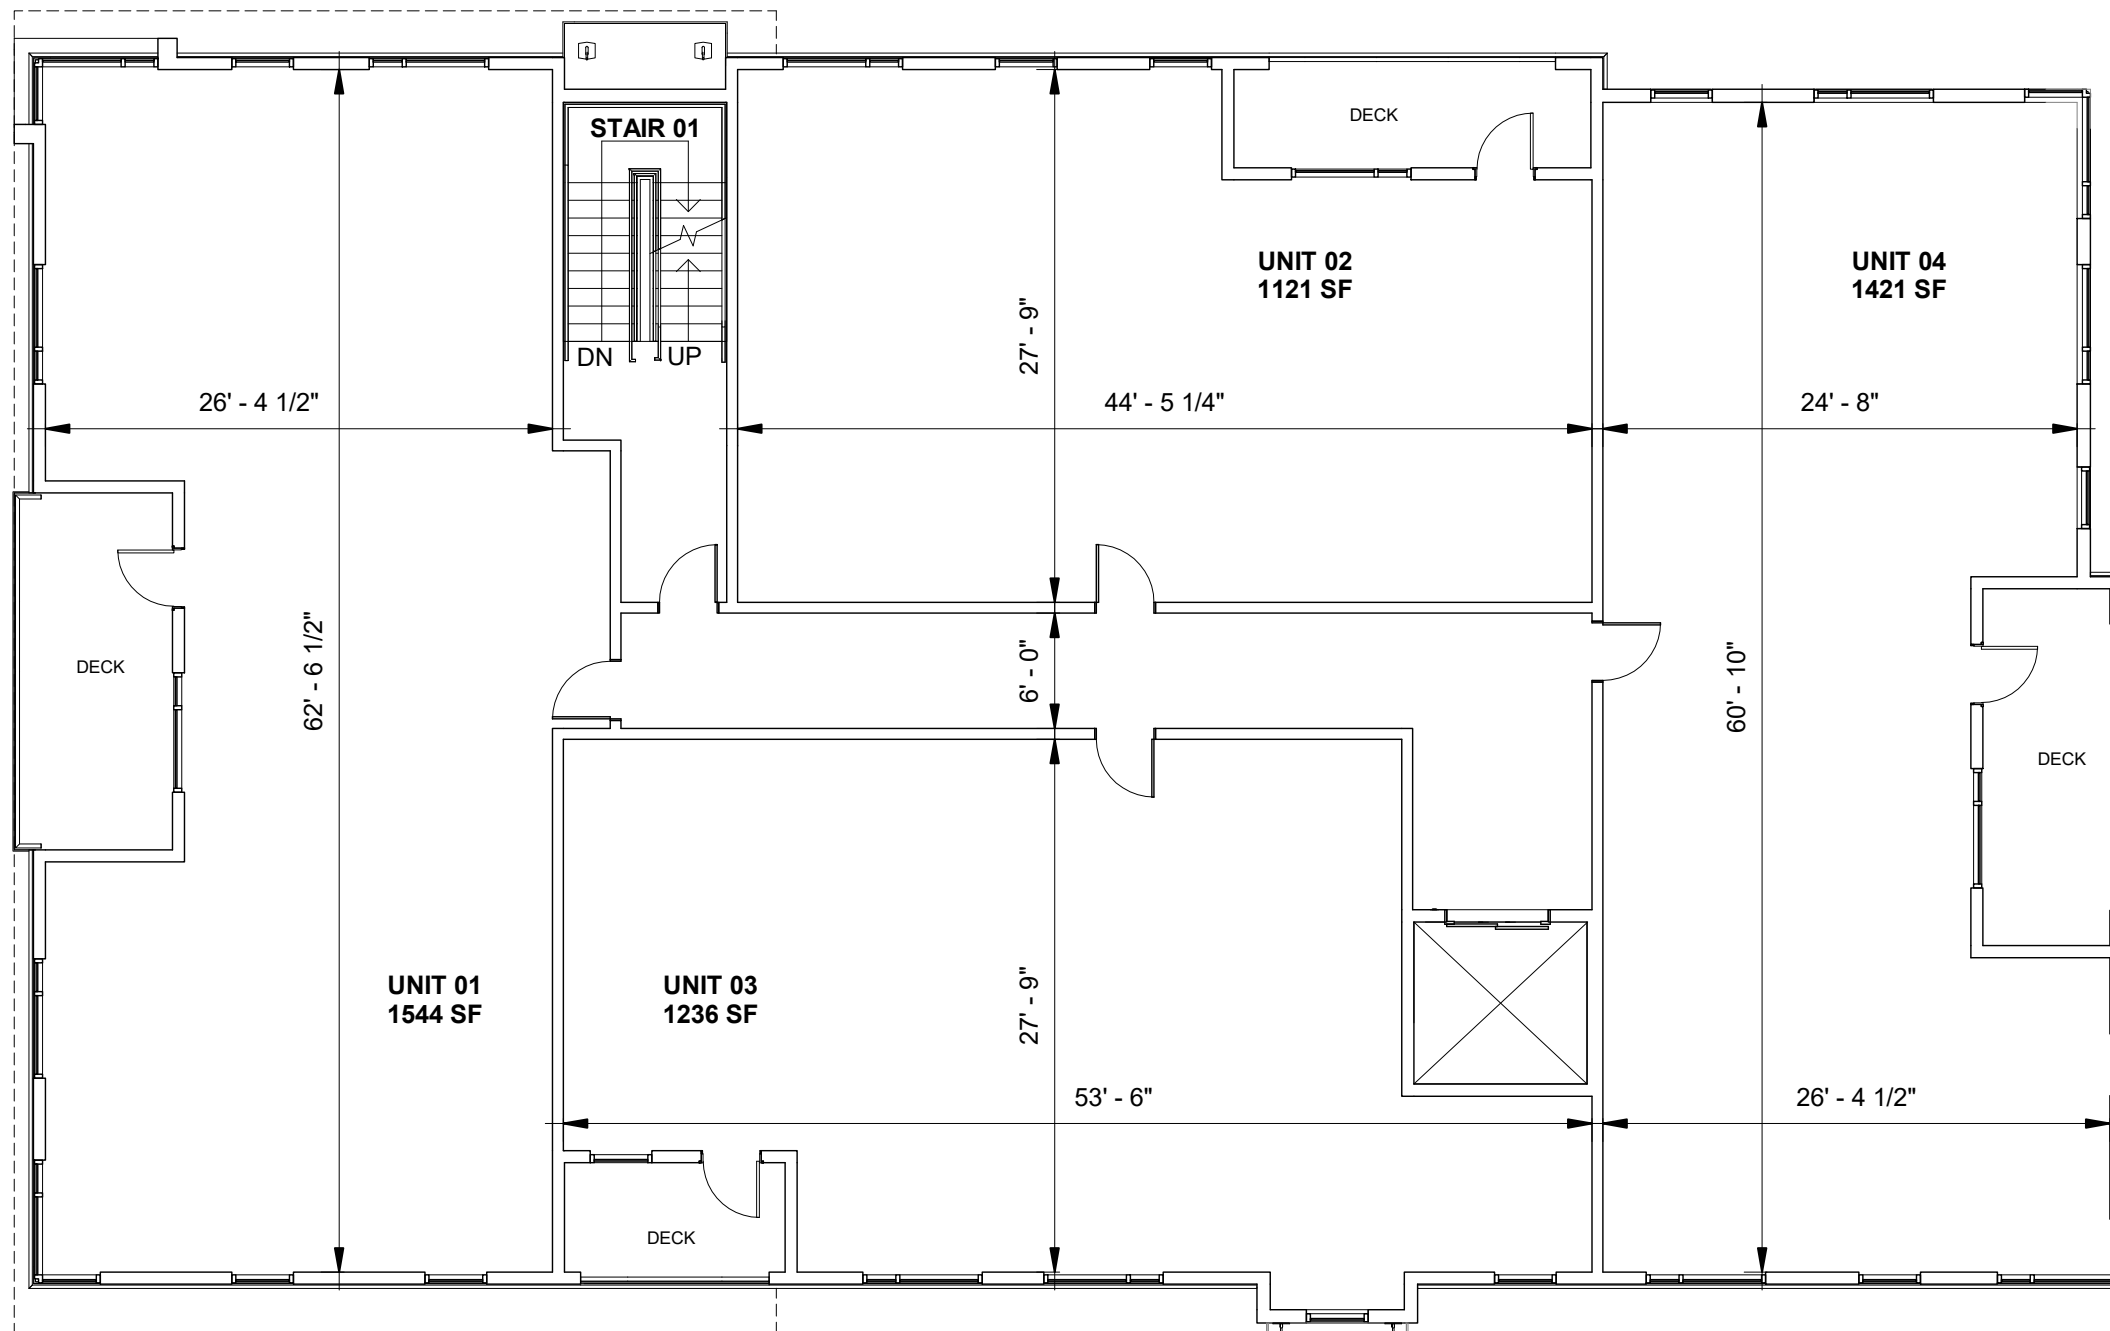 STAIR 01
DN
UP
DECK
UNIT 02
1121 SF
UNIT 04
1421 SF
27' - 9"
26' - 4 1/2"
44' - 5 1/4"
24' - 8"
DECK
62' - 6 1/2"
6' - 0"
60' - 10"
DECK
UNIT 01
1544 SF
UNIT 03
1236 SF
27' - 9"
53' - 6"
26' - 4 1/2"
DECK